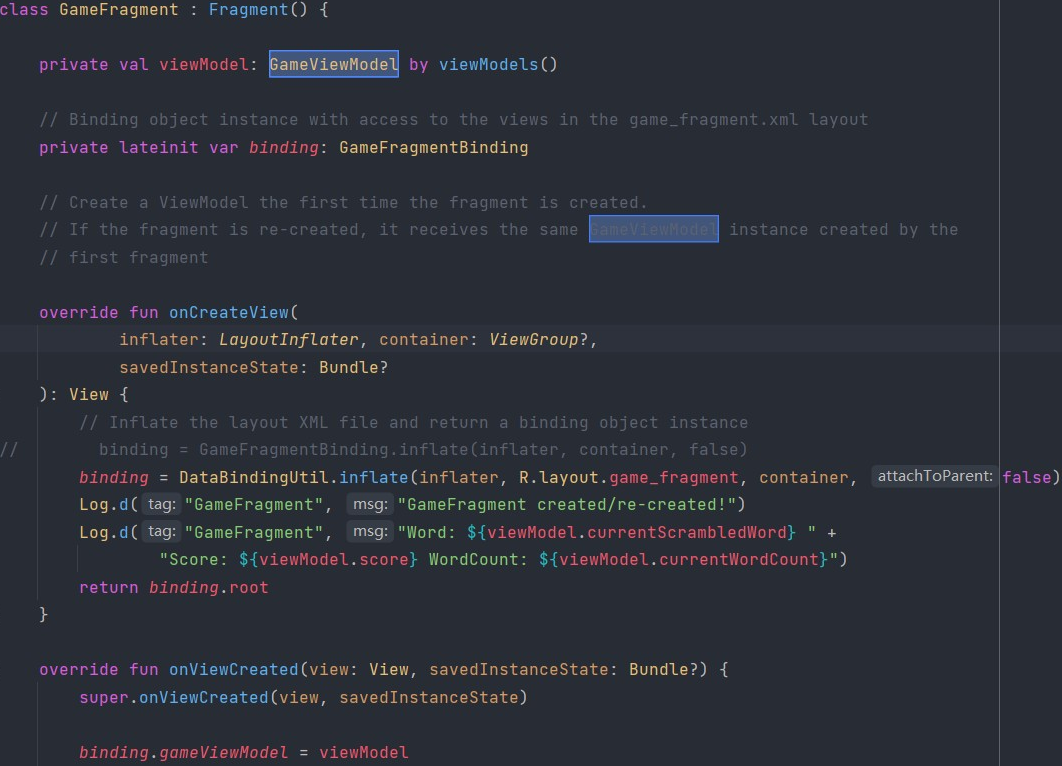 class GameFragment : Fragment() {
private val viewModel: GameViewModel by viewModels()
// Binding object instance with access to the views in the game_fragment.xml layout
private lateinit var binding: GameFragmentBinding
// Create a ViewModel the first time the fragment is created.
// If the fragment is re-created, it receives the same GameViewModel instance created by the
// first fragment
override fun onCreateView(
inflater: LayoutInflater, container: ViewGroup?,
savedInstanceState: Bundle?
): View {
// Inflate the layout XML file and return a binding object instance
// binding = GameFragmentBinding.inflate(inflater, container, false)
binding = DataBindingUtil.inflate(inflater, R.layout.game_fragment, container, attachToParent: false)
Log.d( tag: "GameFragment", msg: "GameFragment created/re-created!")
Log.d( tag: "GameFragment", msg: "Word: ${viewModel.currentScrambledWord} " +
"Score: ${viewModel.score} WordCount: ${viewModel.currentWordCount}")
return binding.root
}
override fun onViewCreated(view: View, savedInstanceState: Bundle?) {
super.onViewCreated(view, savedInstanceState)
binding.gameViewModel = viewModel